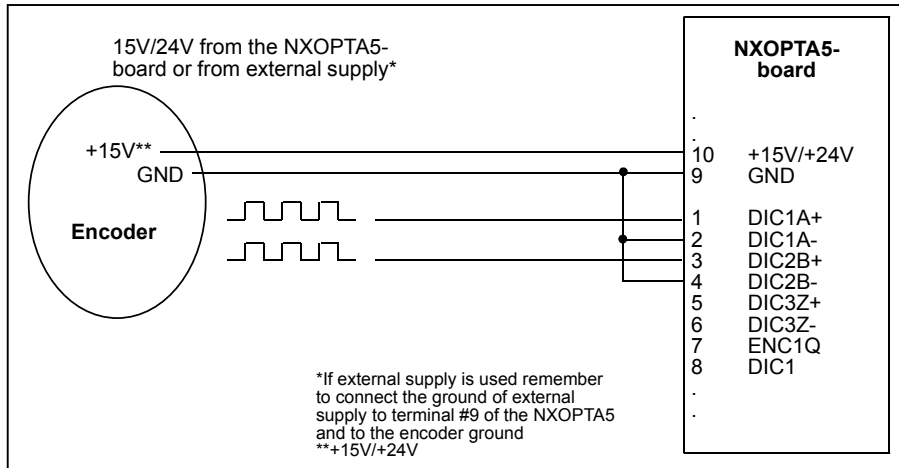 15V/24V from the NXOPTA5-
board or from external supply*
NXOPTA5-
board
.
.
+15V**
GND
Encoder
10 +15V/+24V
9 GND
1 DIC1A+
2 DIC1A-
3 DIC2B+
4 DIC2B-
5 DIC3Z+
6 DIC3Z-
7 ENC1Q
8 DIC1
.
.
*If external supply is used remember
to connect the ground of external
supply to terminal #9 of the NXOPTA5
and to the encoder ground
**+15V/+24V